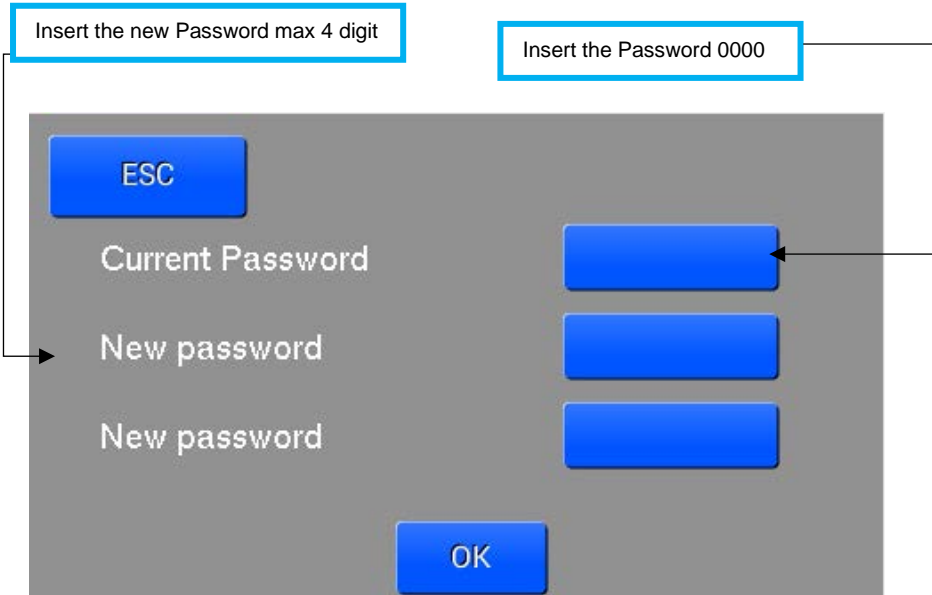 Insert the new Password max 4 digit
Insert the Password 0000
ESC
Current Password
New password
New password
OK